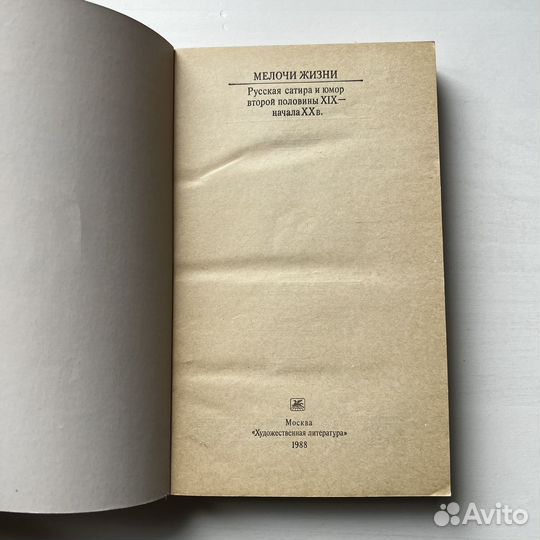 МЕЛОЧИ ЖИЗНИ
Русская сатира и юмор
второй половины XIX—
начала XX в.
Москва
«Художественная литература»
1988
Avito